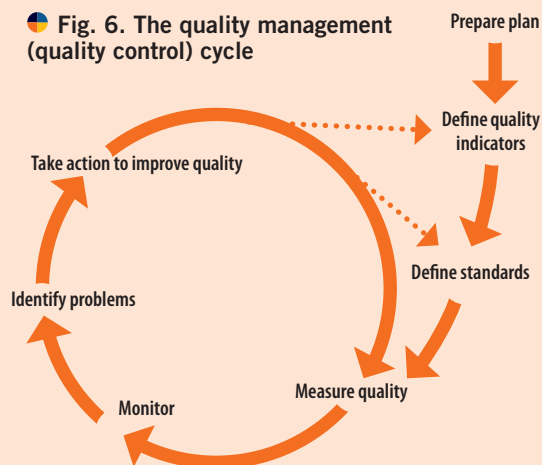 Fig. 6. The quality management
(quality control) cycle
Prepare plan
Define quality
indicators
Take action to improve quality
Define standards
Identify problems
Measure quality
Monitor